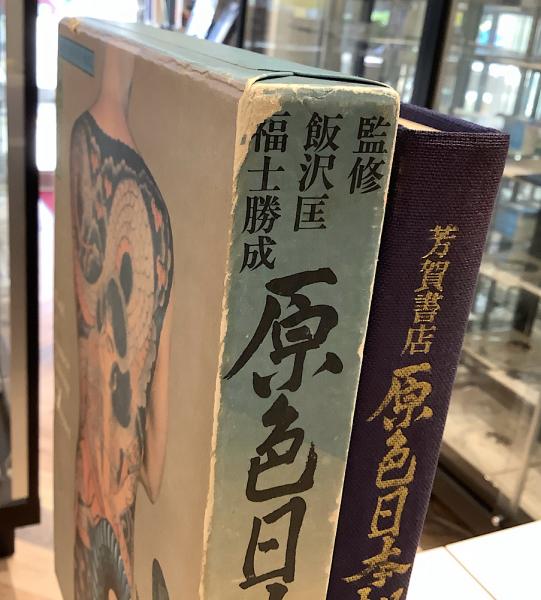 監修
飯沢匡
福士勝成
原色日本
芳賀書店
原色日本